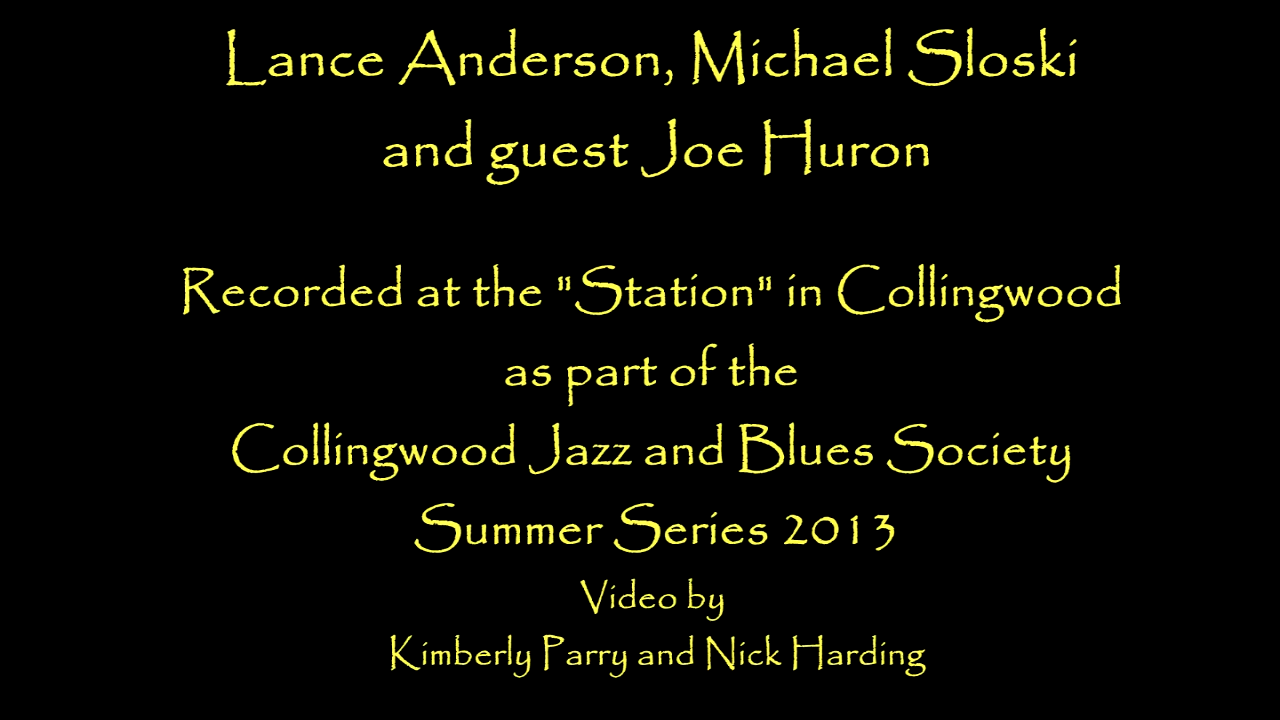 Lance Anderson, Michael Sloski
and guest Joe Huron
Recorded at the "Station" in Collingwood
as part of the
Collingwood Jazz and Blues Society
Summer Series 2013
Video by
Kimberly Parry and Nick Harding